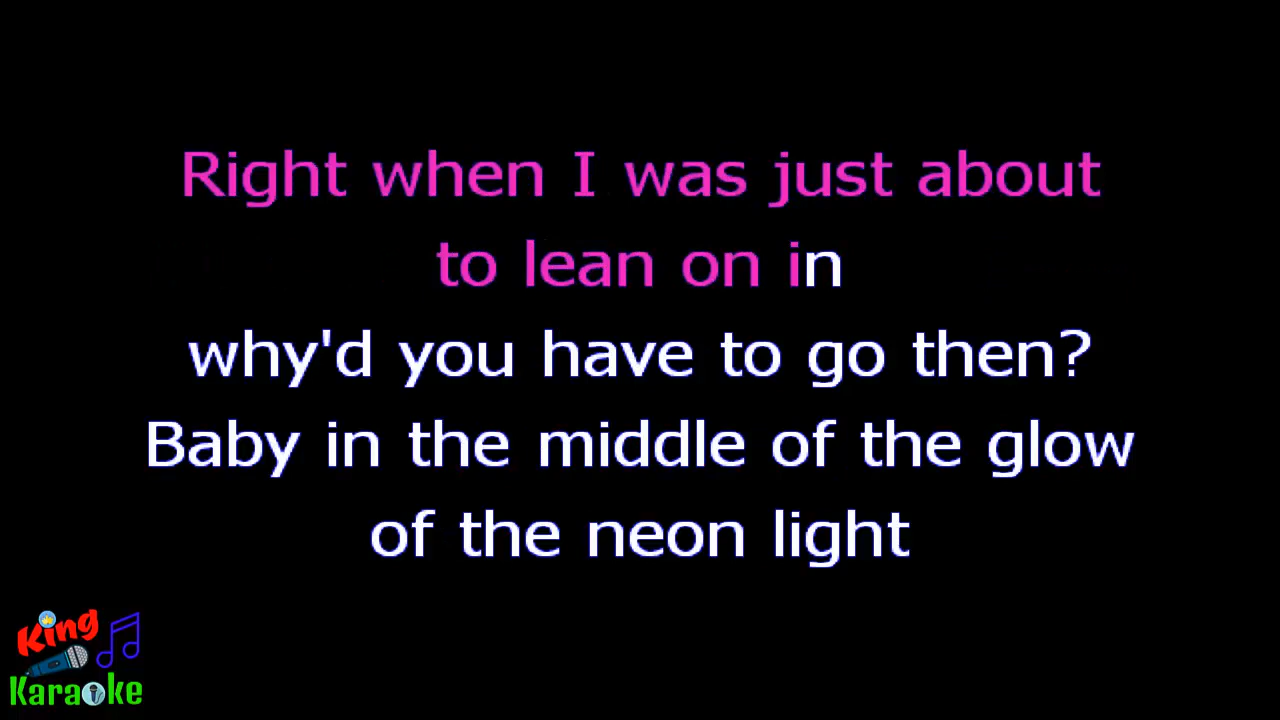 Right when I was just about
to lean on in
why'd you have to go then?
Baby in the middle of the glow
of the neon light
King
Karaoke